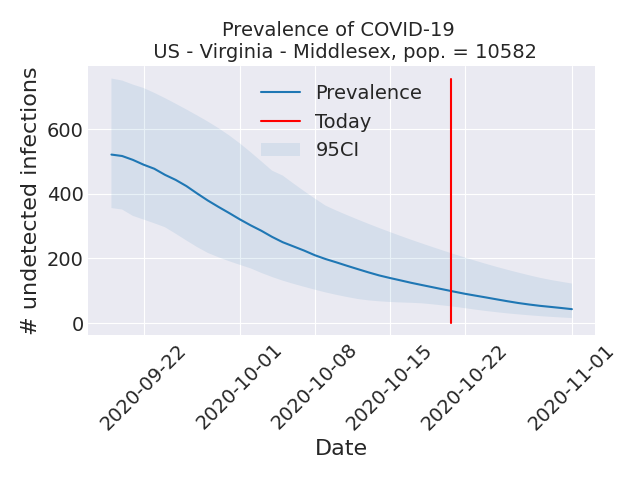 Prevalence of COVID-19
US - Virginia - Middlesex, pop. = 10582
Prevalence
Today
95CI
# undetected infections
600
400
200
0
2020-09-22
2020-10-01
2020-10-08
2020-10-15
2020-10-22
2020-11-01
Date